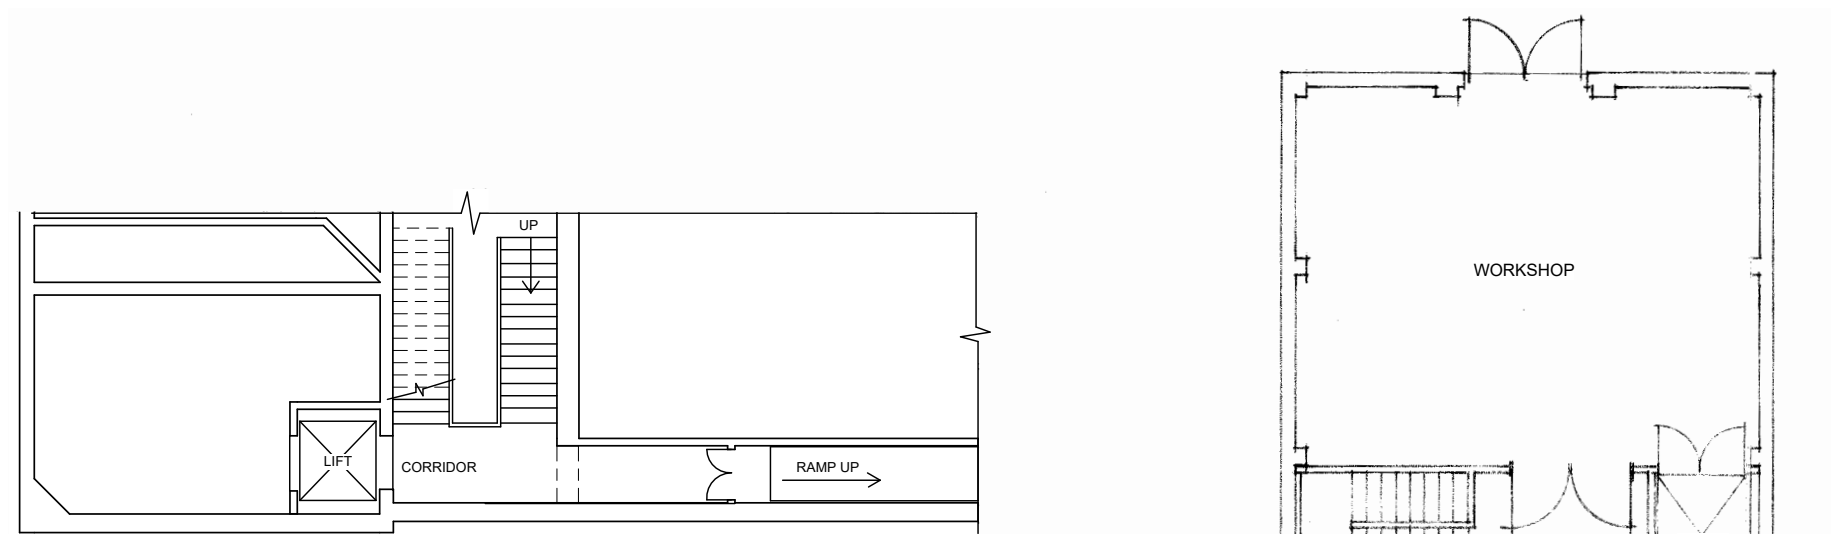 UP
WORKSHOP
LIFT
CORRIDOR
RAMP UP